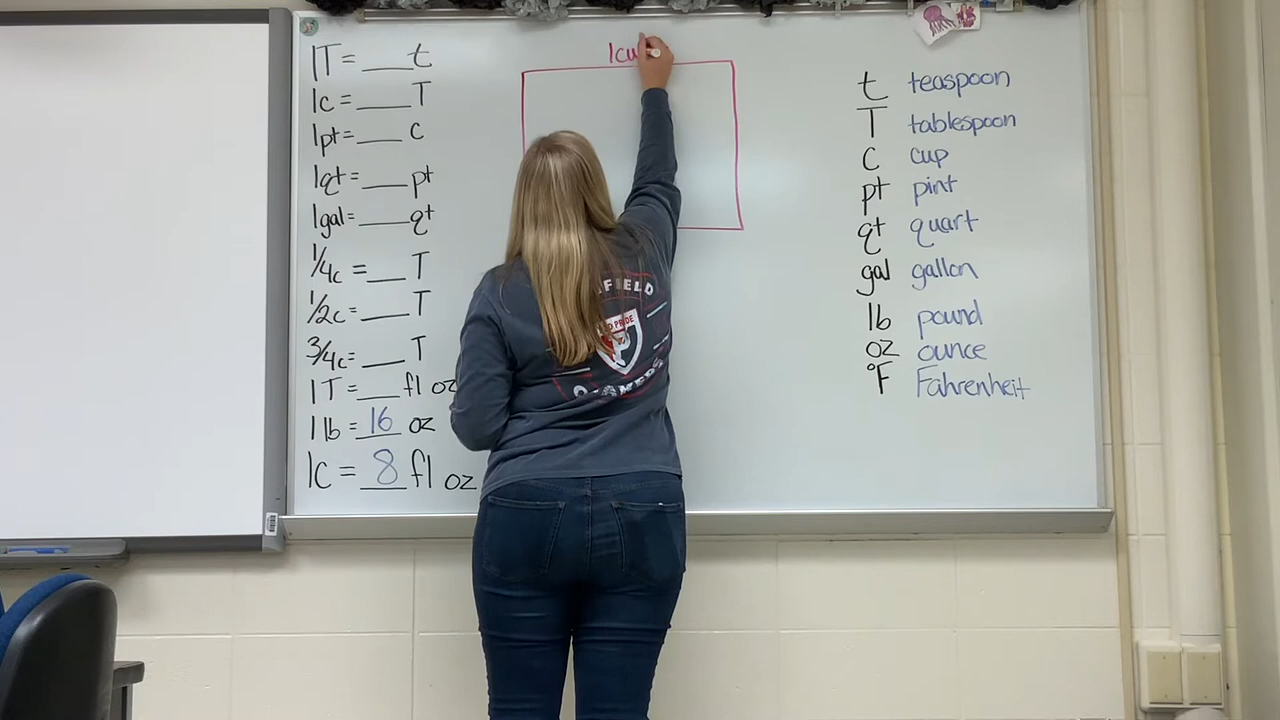 1T = ___ t
1c = ___ T
1pt = ___ c
1qt = ___ pt
1gal = ___ qt
1/4c = __ T
1/2c = ___ T
3/4c = ___ T
1T = ___ fl oz
1 lb = 16 oz
1c = 8 fl oz
1cu
t teaspoon
T tablespoon
c cup
pt pint
qt quart
gal gallon
lb pound
oz ounce
°F Fahrenheit